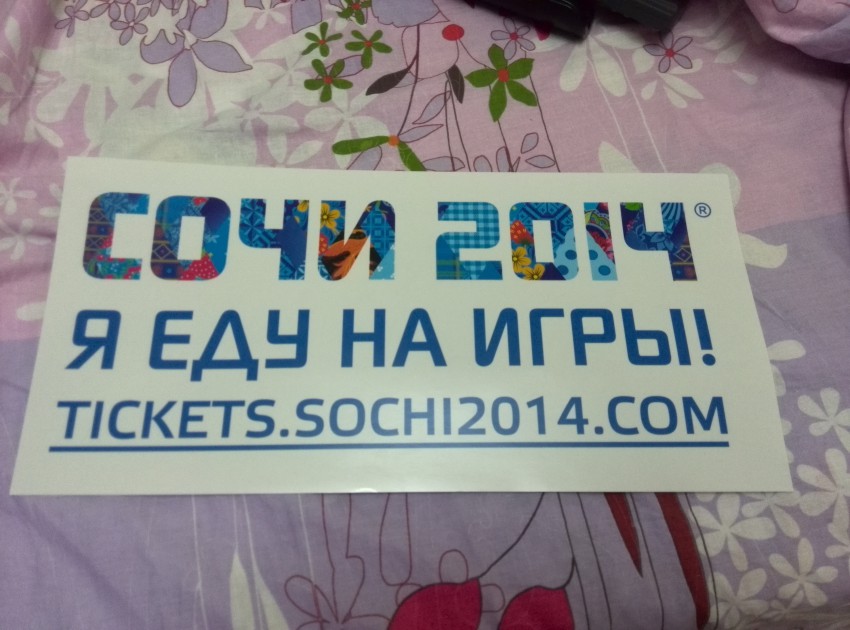 СОЧИ 2014®
Я ЕДУ НА ИГРЫ!
TICKETS.SOCHI2014.COM